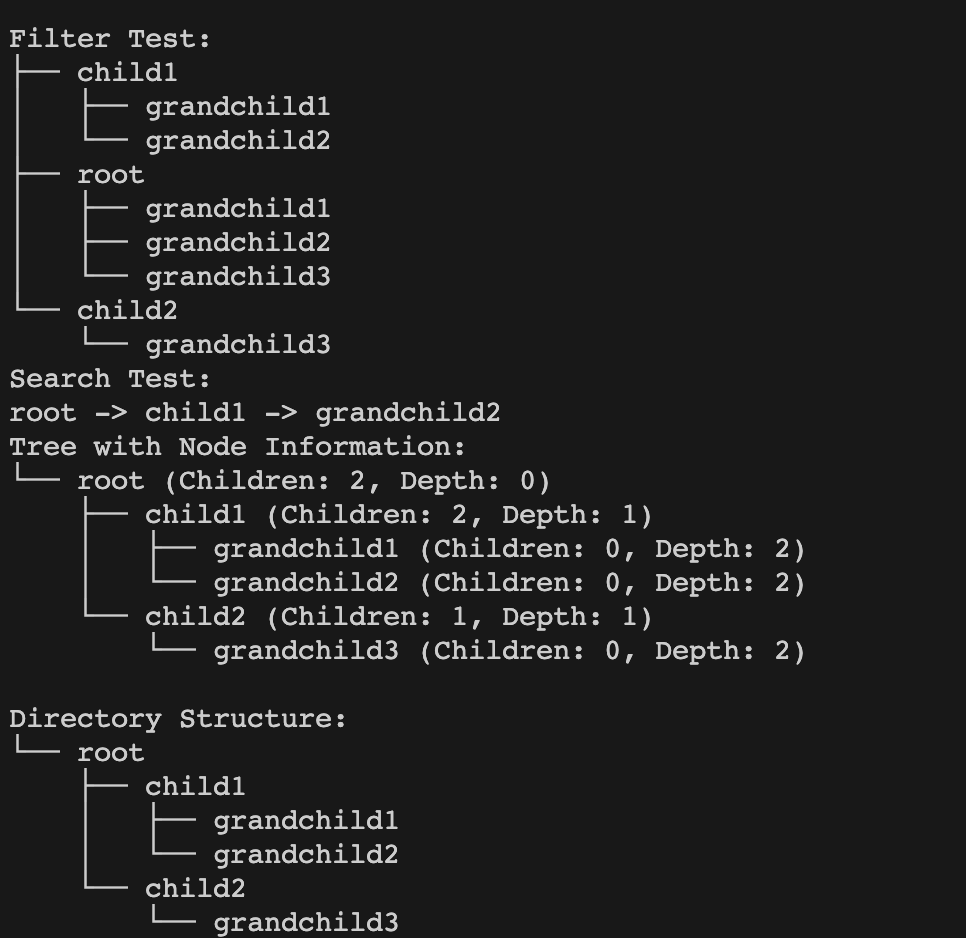 Filter Test:
├── child1
│   ├── grandchild1
│   └── grandchild2
├── root
│   ├── grandchild1
│   ├── grandchild2
│   └── grandchild3
└── child2
    └── grandchild3
Search Test:
root -> child1 -> grandchild2
Tree with Node Information:
└── root (Children: 2, Depth: 0)
    ├── child1 (Children: 2, Depth: 1)
    │   ├── grandchild1 (Children: 0, Depth: 2)
    │   └── grandchild2 (Children: 0, Depth: 2)
    └── child2 (Children: 1, Depth: 1)
        └── grandchild3 (Children: 0, Depth: 2)

Directory Structure:
└── root
    ├── child1
    │   ├── grandchild1
    │   └── grandchild2
    └── child2
        └── grandchild3